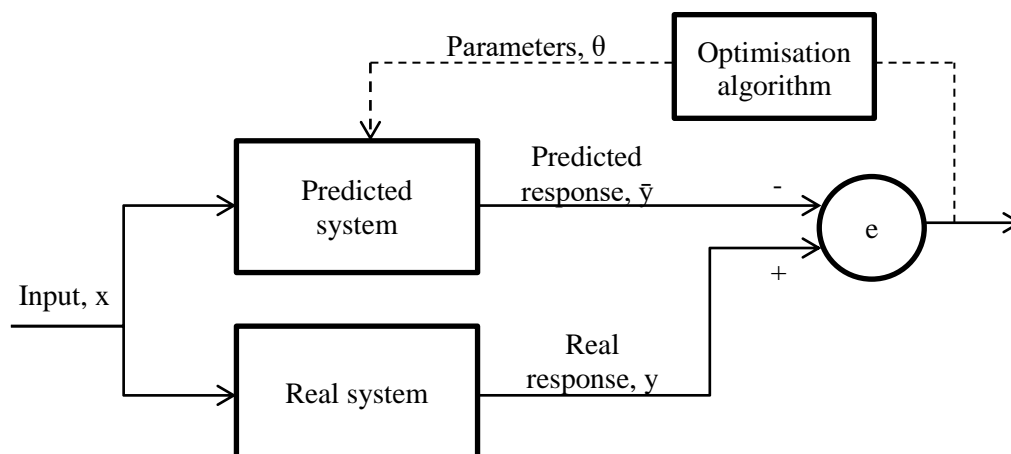 Parameters, θ
Optimisation
algorithm
Predicted
system
Predicted
response, ȳ
-
e
+
Input, x
Real system
Real
response, y